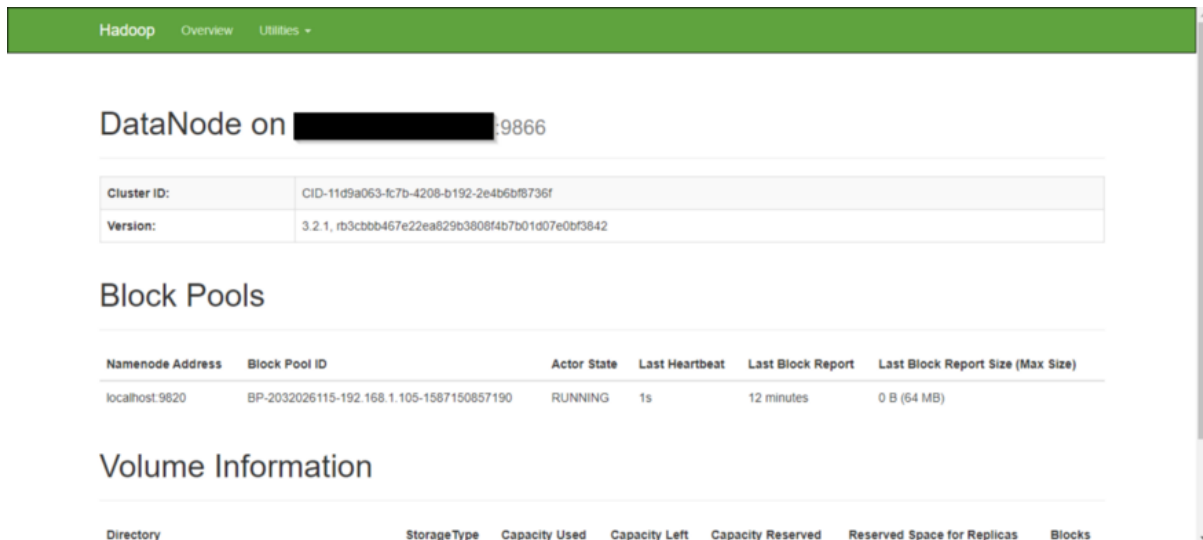 Hadoop Overview Utilities
DataNode on :9866
Cluster ID: CID-11d9a063-fc7b-4208-b192-2e4b6bf8736f
Version: 3.2.1, rb3cbbb467e22ea829b3808f4b7b01d07e0bf3842
Block Pools
Namenode Address Block Pool ID Actor State Last Heartbeat Last Block Report Last Block Report Size (Max Size)
localhost:9820 BP-2032026115-192.168.1.105-1587150857190 RUNNING 1s 12 minutes 0 B (64 MB)
Volume Information
Directory StorageType Capacity Used Capacity Left Capacity Reserved Reserved Space for Replicas Blocks